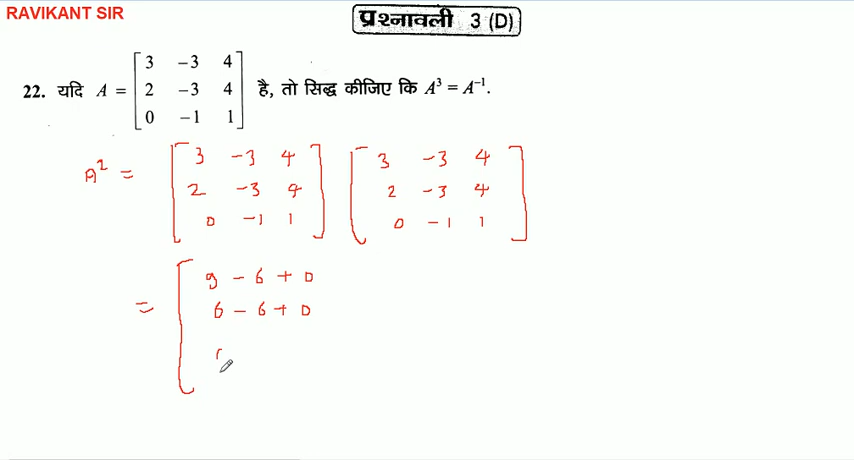 RAVIKANT SIR
प्रश्नावली 3 (D)
22. यदि A = [3 −3 4
2 −3 4
0 −1 1] है, तो सिद्ध कीजिए कि A³ = A⁻¹.
A² = [3 -3 4 [3 -3 4
2 -3 4 2 -3 4
0 -1 1] 0 -1 1]
= [9 - 6 + 0
6 - 6 + 0